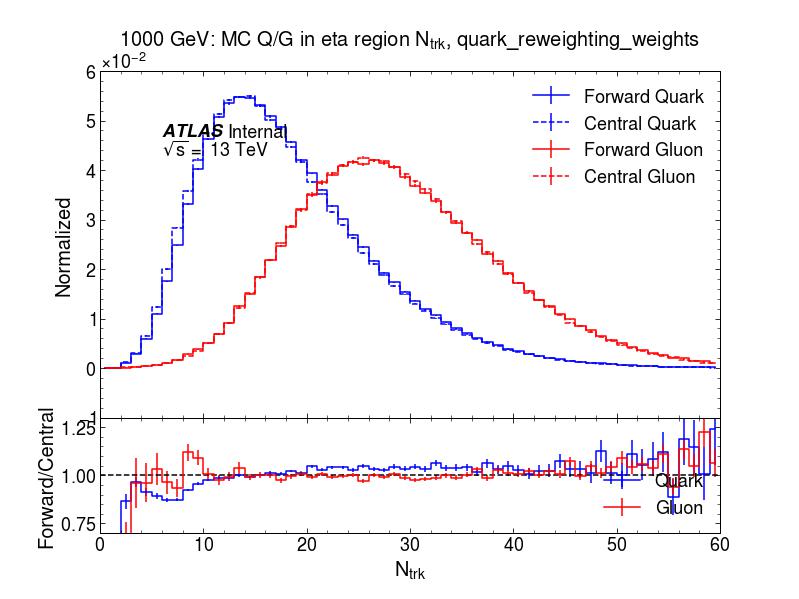 1000 GeV: MC Q/G in eta region N_trk, quark_reweighting_weights
×10⁻²
6
5
4
3
2
1
0
−1
Normalized
ATLAS Internal
√s = 13 TeV
Forward Quark
Central Quark
Forward Gluon
Central Gluon
1.25
1.00
0.75
Forward/Central
Quark
Gluon
0 10 20 30 40 50 60
N_trk